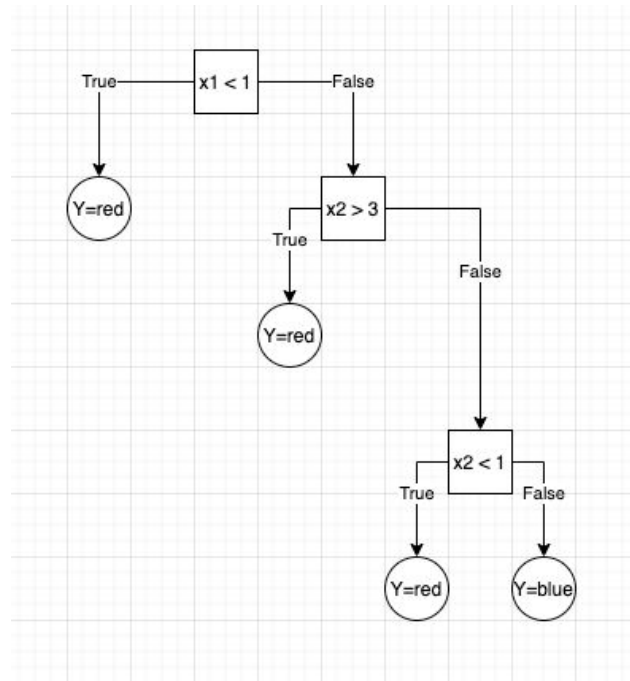 x1 < 1
True
False
Y=red
x2 > 3
True
False
Y=red
x2 < 1
True
False
Y=red
Y=blue